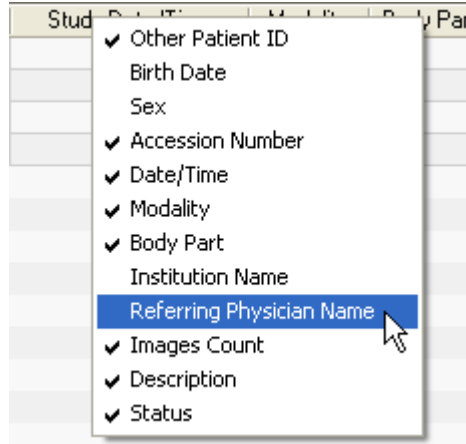 Stud
Other Patient ID
Birth Date
Sex
Accession Number
Date/Time
Modality
Body Part
Institution Name
Referring Physician Name
Images Count
Description
Status